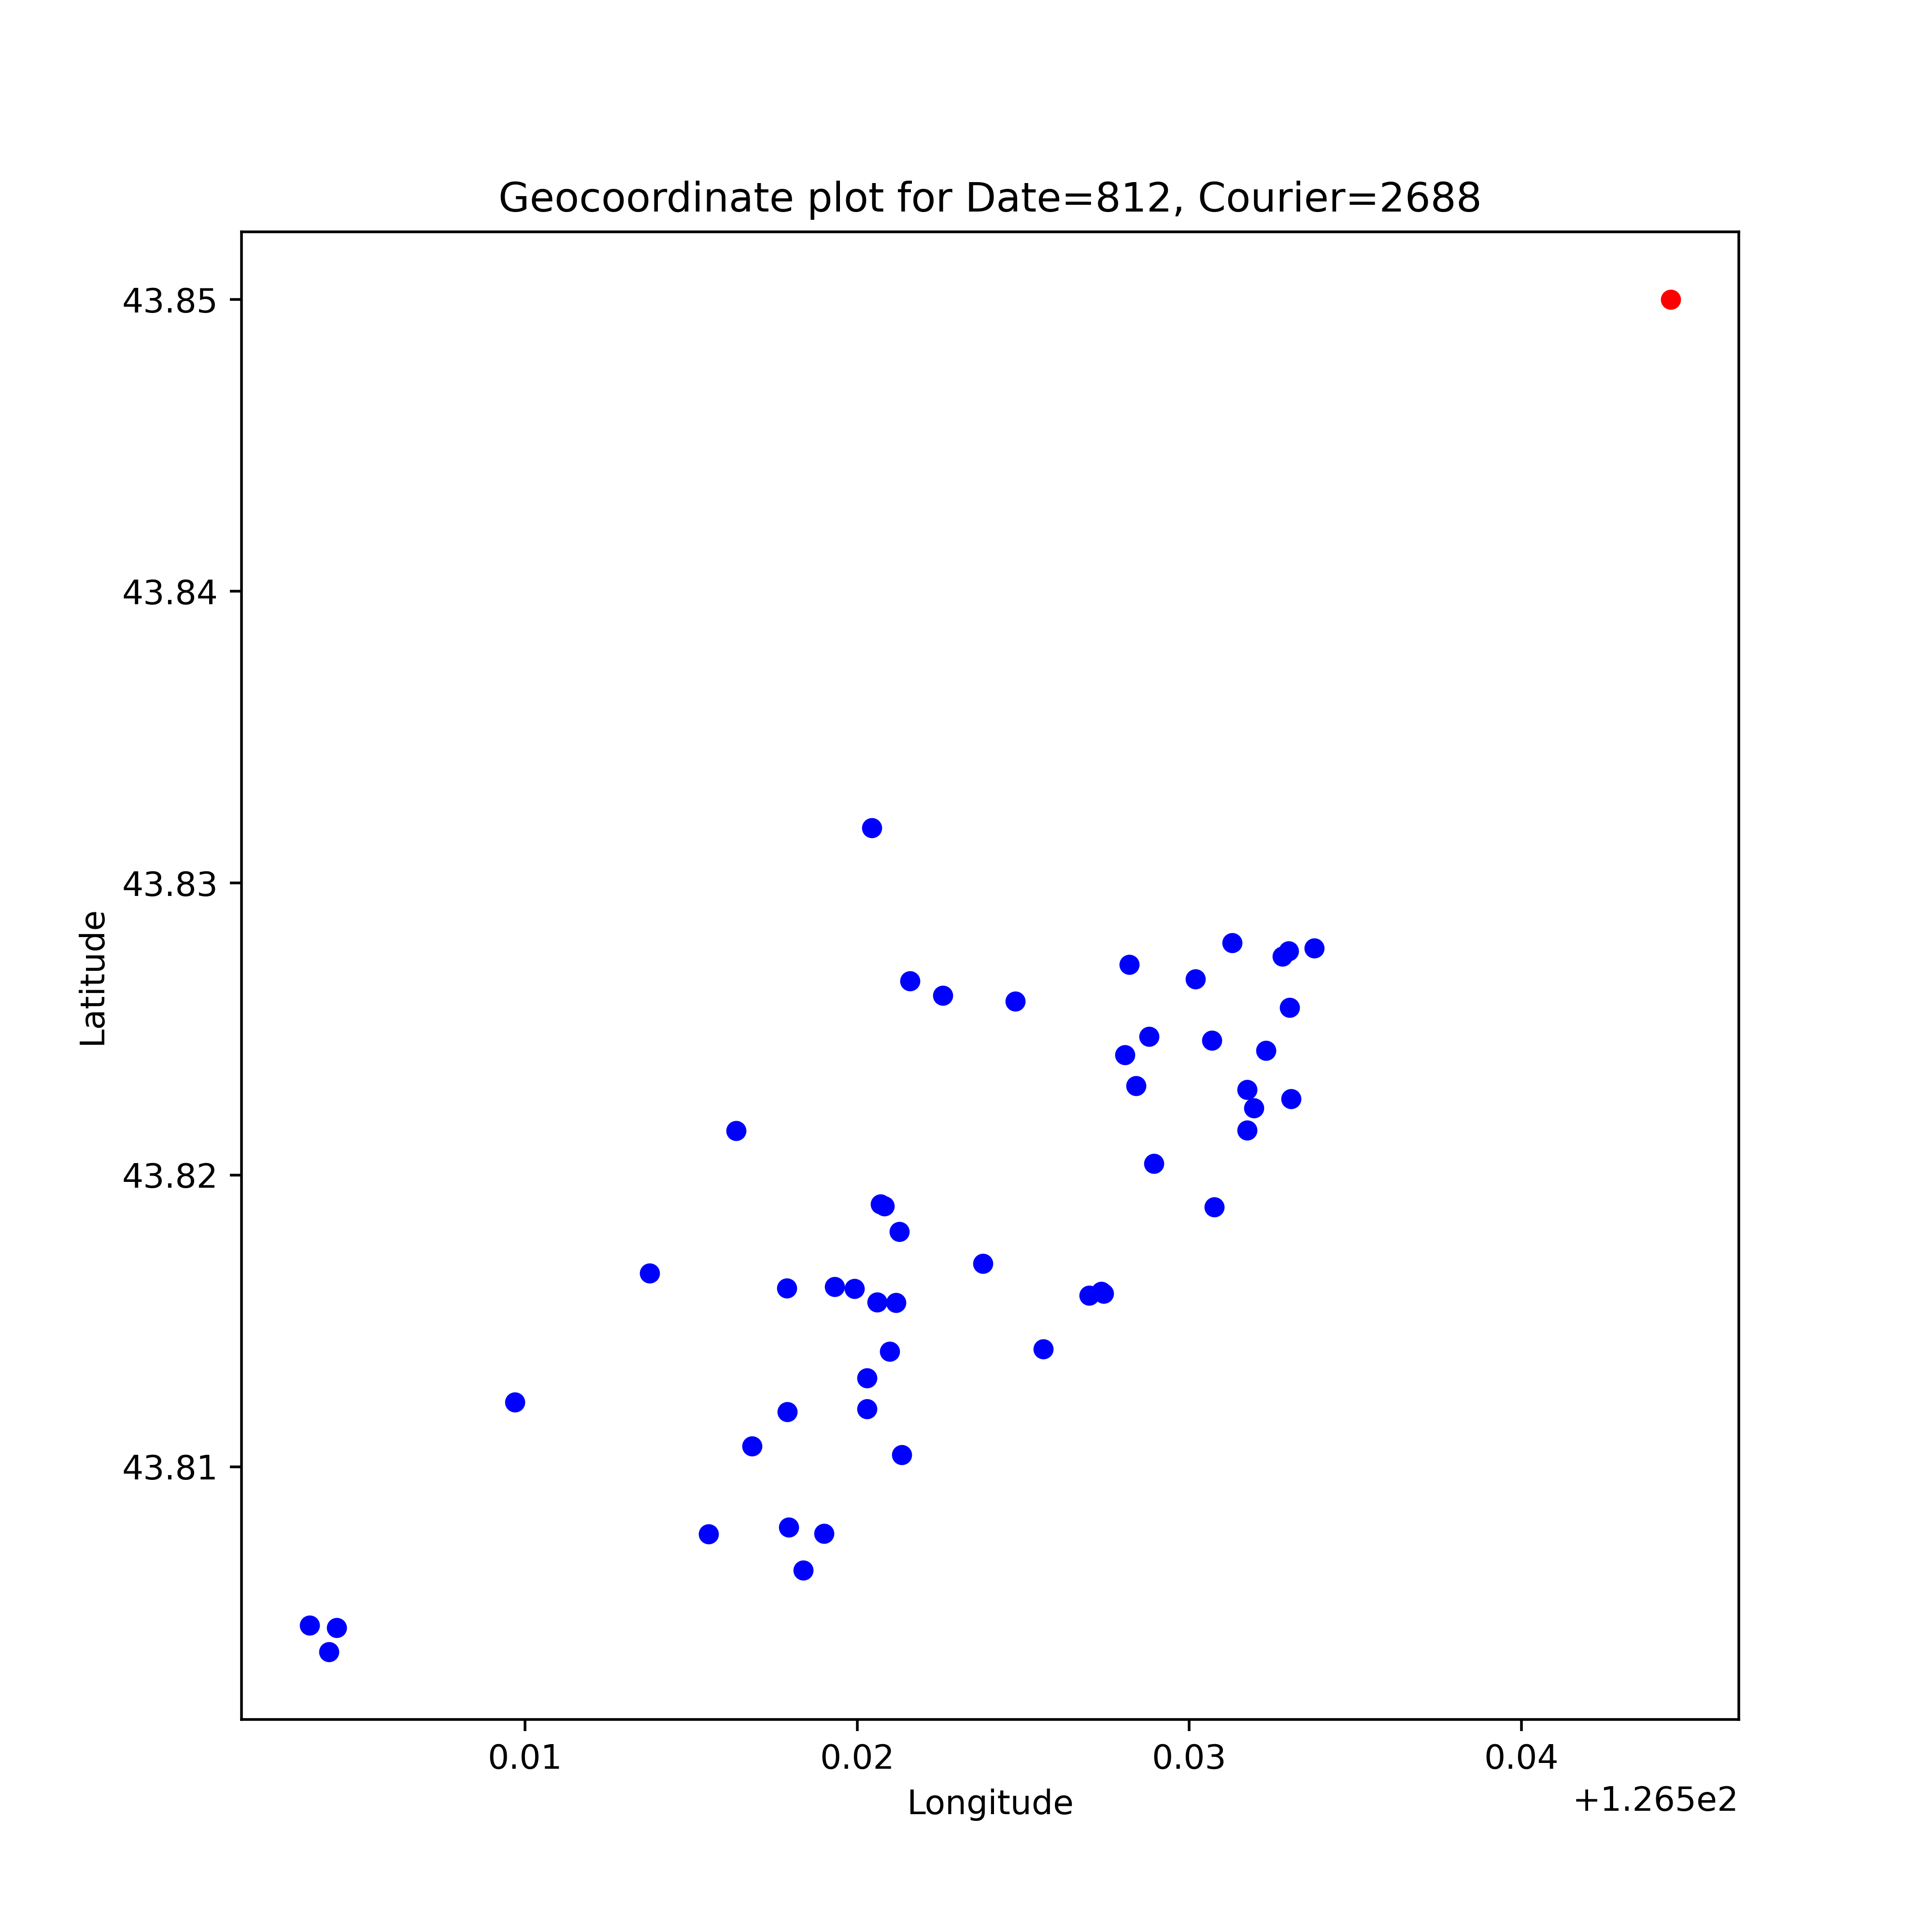 Geocoordinate plot for Date=812, Courier=2688
43.85
43.84
43.83
43.82
43.81
Latitude
0.01 0.02 0.03 0.04
+1.265e2
Longitude